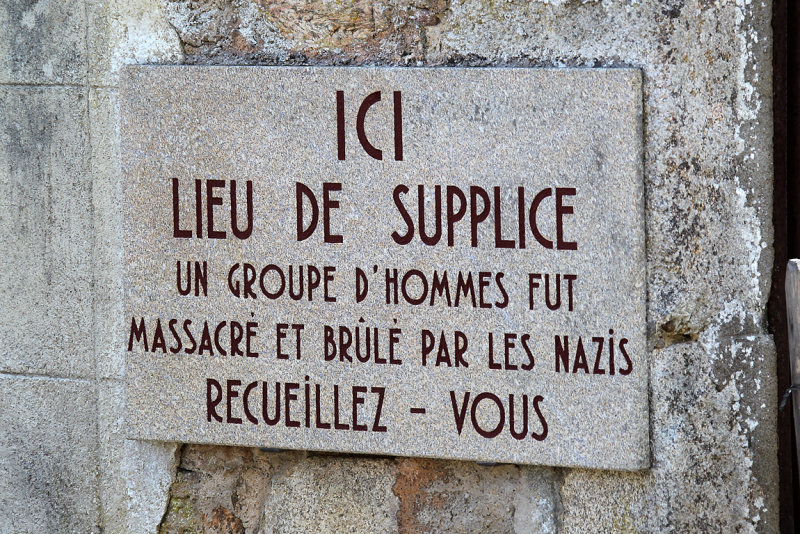 ICI
LIEU DE SUPPLICE
UN GROUPE D'HOMMES FUT
MASSACRÉ ET BRÛLÉ PAR LES NAZIS
RECUEILLEZ - VOUS